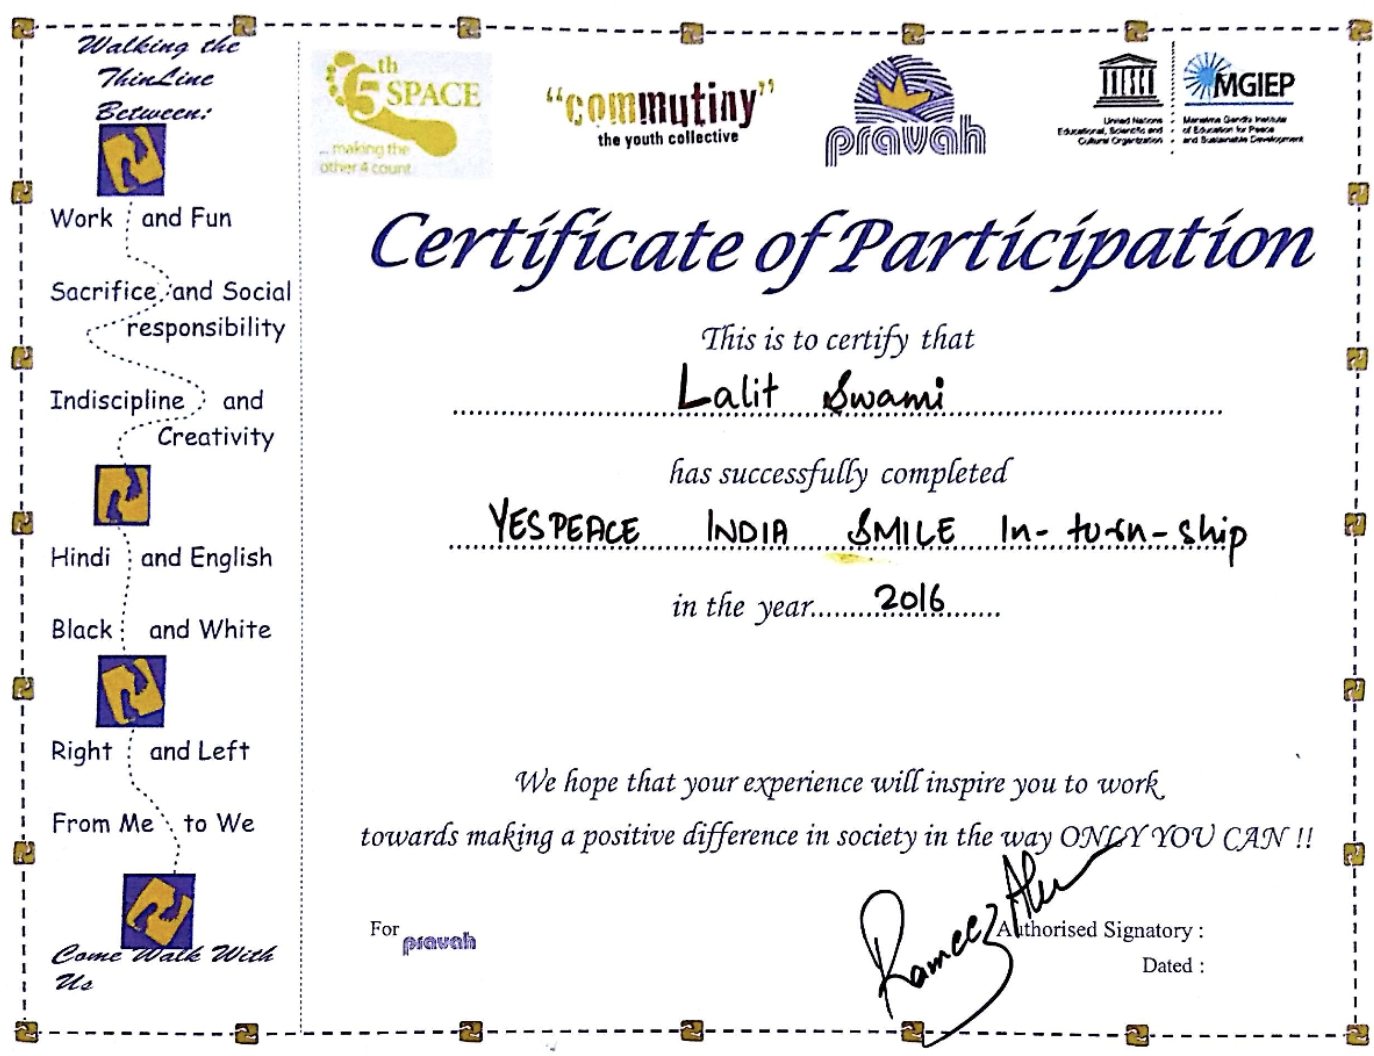 Walking the
ThinLine
Between:
Work and Fun
Sacrifice and Social
responsibility
Indiscipline and
Creativity
Hindi and English
Black and White
Right and Left
From Me to We
Come Walk With
Us
5th SPACE
... making the
other 4 count
"commutiny"
the youth collective
pravah
United Nations
Educational, Scientific and
Cultural Organization
MGIEP
Mahatma Gandhi Institute
of Education for Peace
and Sustainable Development
Certificate of Participation
This is to certify that
Lalit Swami
has successfully completed
YESPEACE INDIA SMILE In-turn-ship
in the year 2016
We hope that your experience will inspire you to work
towards making a positive difference in society in the way ONLY YOU CAN !!
For pravah
Rameez
Authorised Signatory :
Dated :